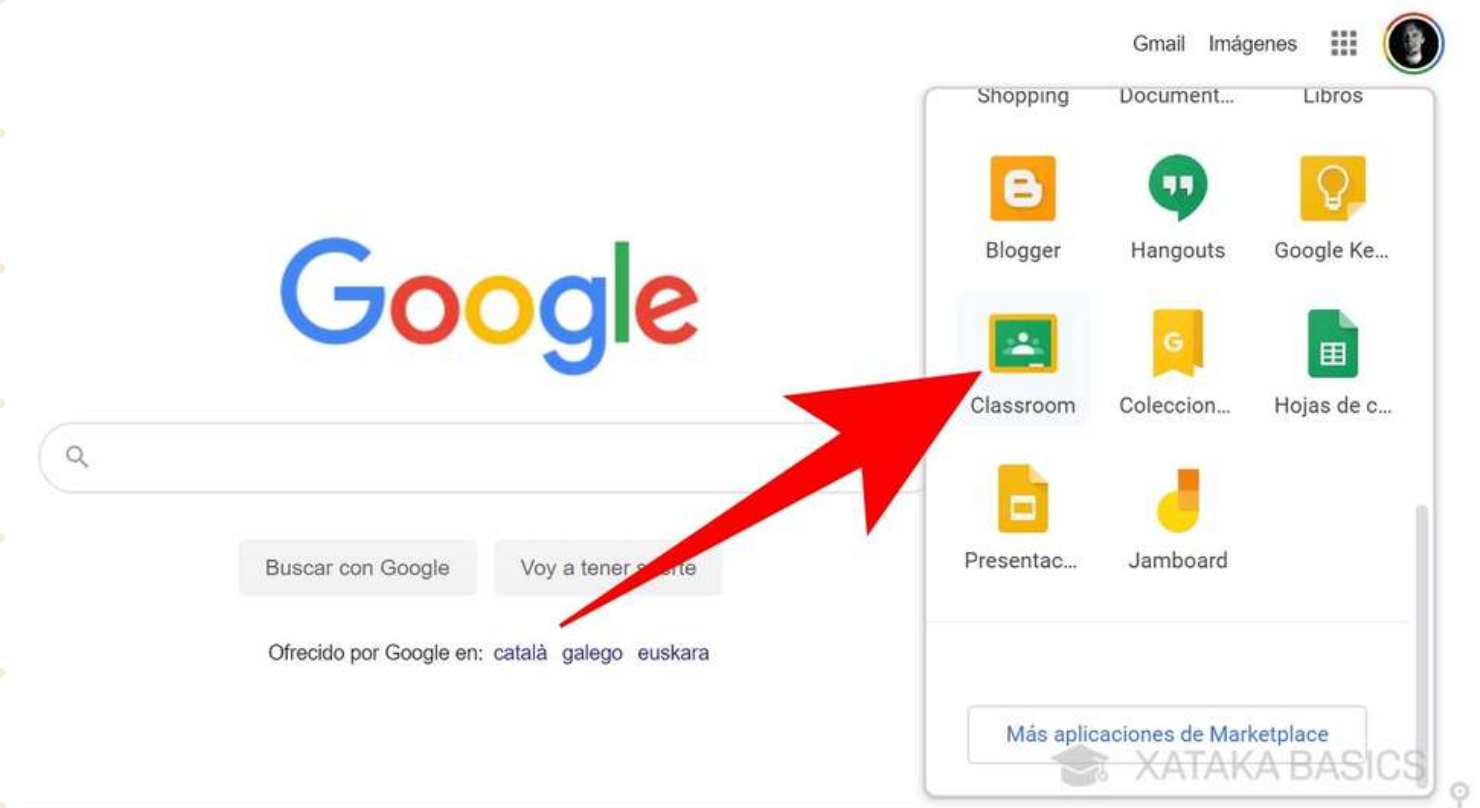 Gmail Imágenes
Shopping Document... Libros
Blogger Hangouts Google Ke...
Google
Classroom Coleccion... Hojas de c...
Presentac... Jamboard
Buscar con Google Voy a tener suerte
Ofrecido por Google en: català galego euskara
Más aplicaciones de Marketplace
XATAKA BASICS